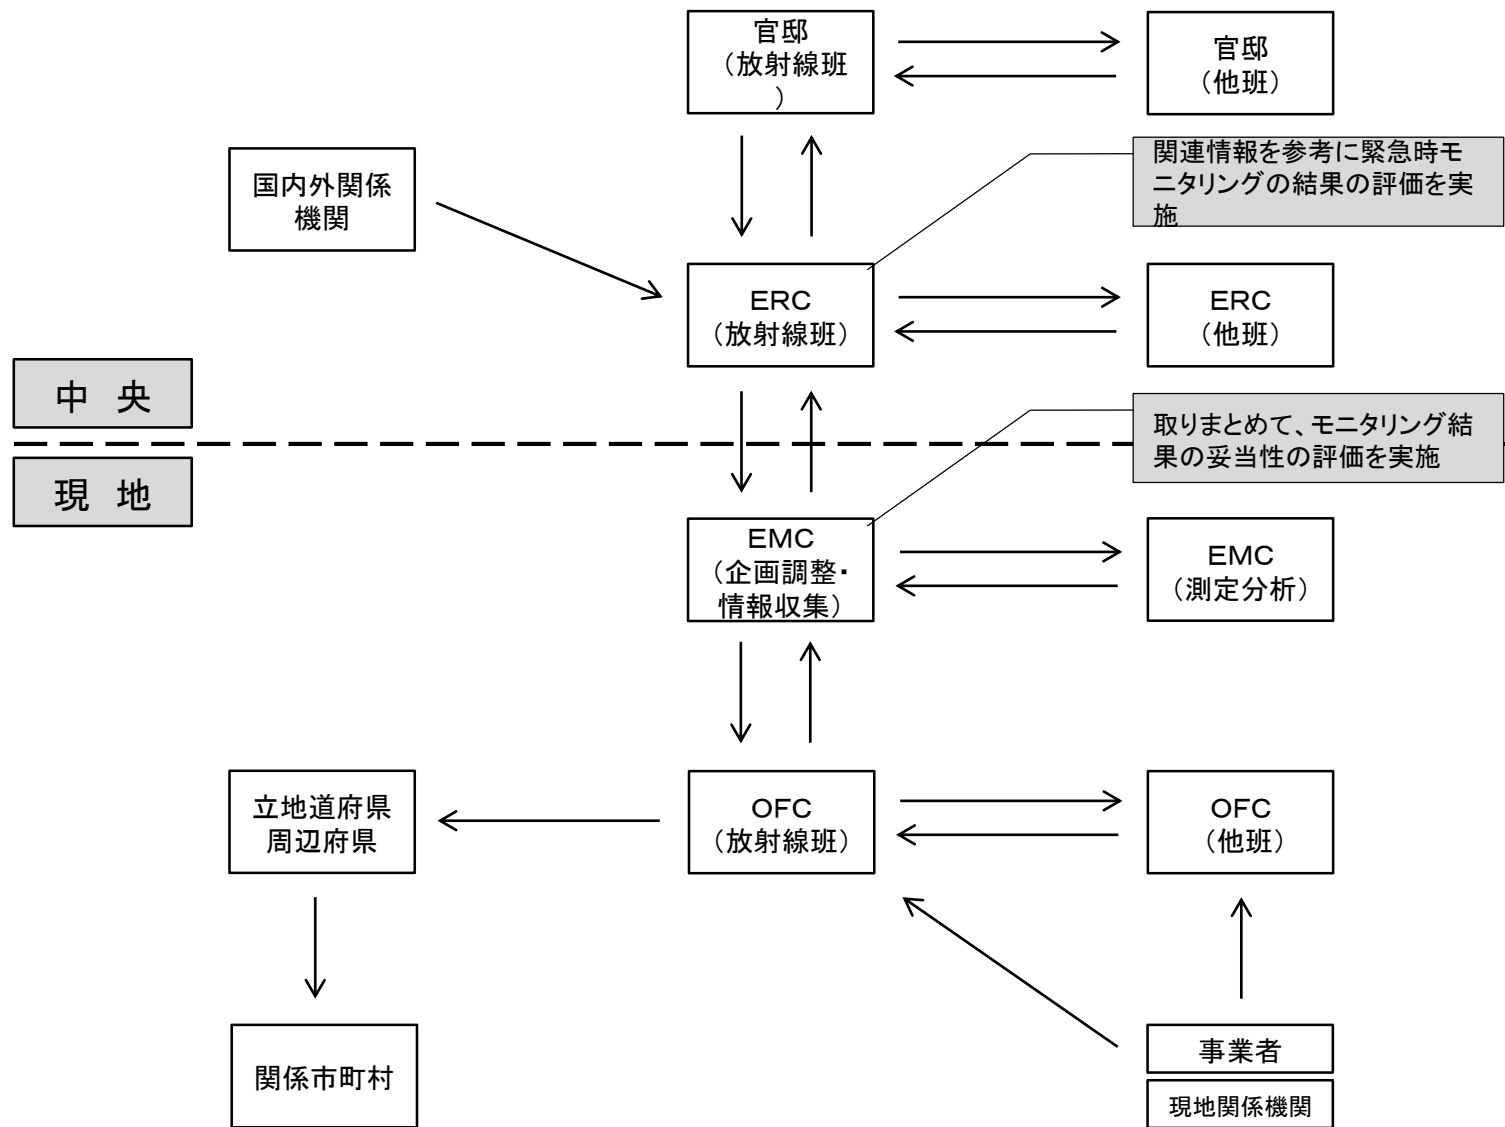 官邸
（放射線班
）
官邸
（他班）
国内外関係
機関
関連情報を参考に緊急時モ
ニタリングの結果の評価を実
施
ＥＲＣ
（放射線班）
ＥＲＣ
（他班）
中　央
現　地
取りまとめて、モニタリング結
果の妥当性の評価を実施
ＥＭＣ
（企画調整・
情報収集）
ＥＭＣ
（測定分析）
立地道府県
周辺府県
ＯＦＣ
（放射線班）
ＯＦＣ
（他班）
関係市町村
事業者
現地関係機関